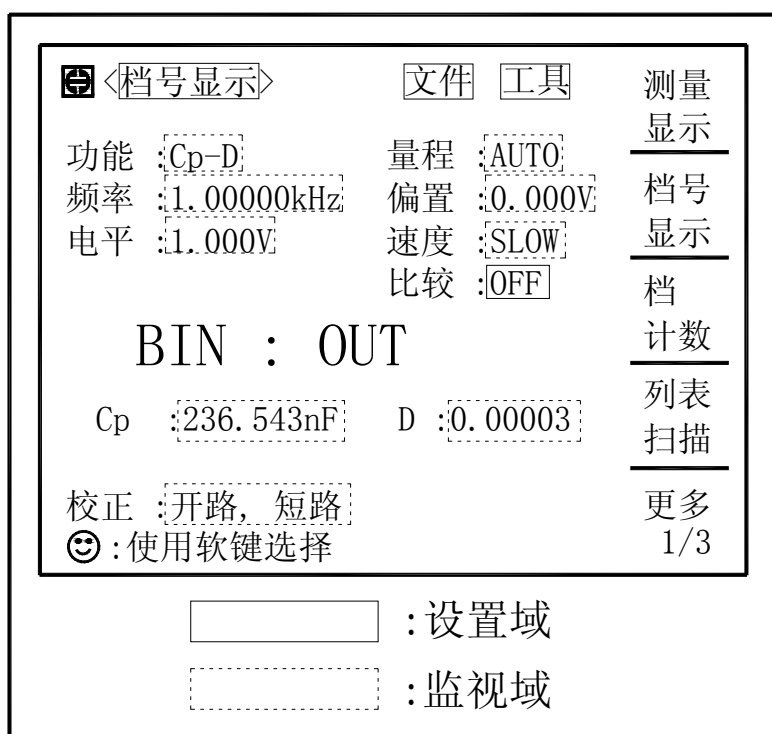 <档号显示> 文件 工具
功能 :Cp-D 量程 :AUTO
频率 :1.00000kHz 偏置 :0.000V
电平 :1.000V 速度 :SLOW
比较 :OFF
BIN : OUT
Cp :236.543nF D :0.00003
校正 :开路, 短路
:使用软键选择
测量
显示
档号
显示
档
计数
列表
扫描
更多
1/3
:设置域
:监视域